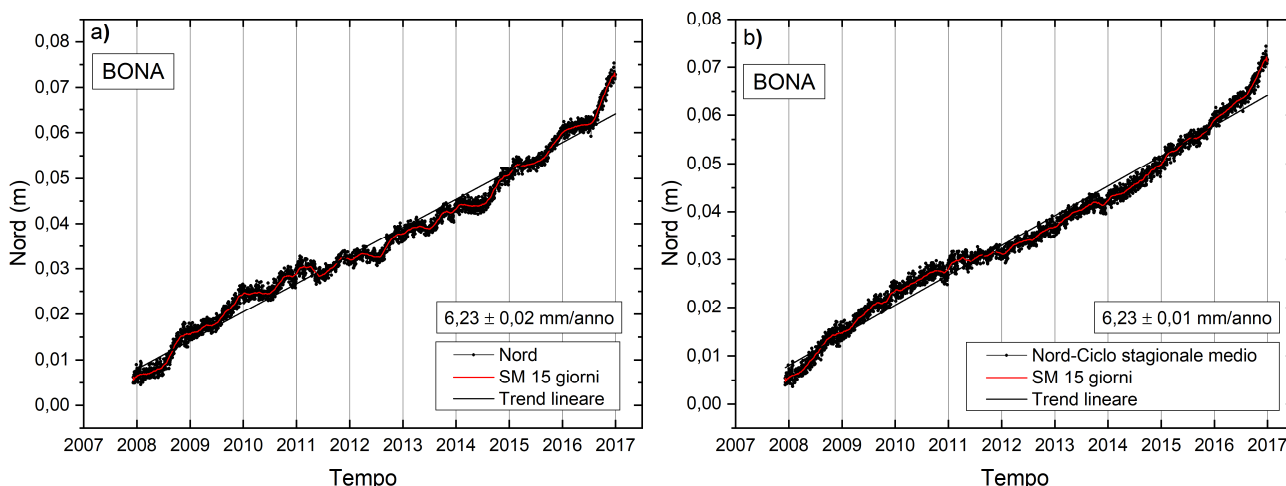 a)
BONA
0,08
0,07
0,06
0,05
0,04
0,03
0,02
0,01
0,00
Nord (m)
6,23 ± 0,02 mm/anno
Nord
SM 15 giorni
Trend lineare
2007 2008 2009 2010 2011 2012 2013 2014 2015 2016 2017
Tempo
b)
BONA
0,08
0,07
0,06
0,05
0,04
0,03
0,02
0,01
0,00
Nord (m)
6,23 ± 0,01 mm/anno
Nord-Ciclo stagionale medio
SM 15 giorni
Trend lineare
2007 2008 2009 2010 2011 2012 2013 2014 2015 2016 2017
Tempo